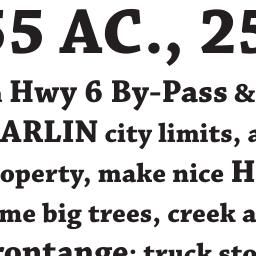 55 AC., 25
Hwy 6 By-Pass &
ARLIN city limits, a
operty, make nice H
me big trees, creek a
rontange: truck sto